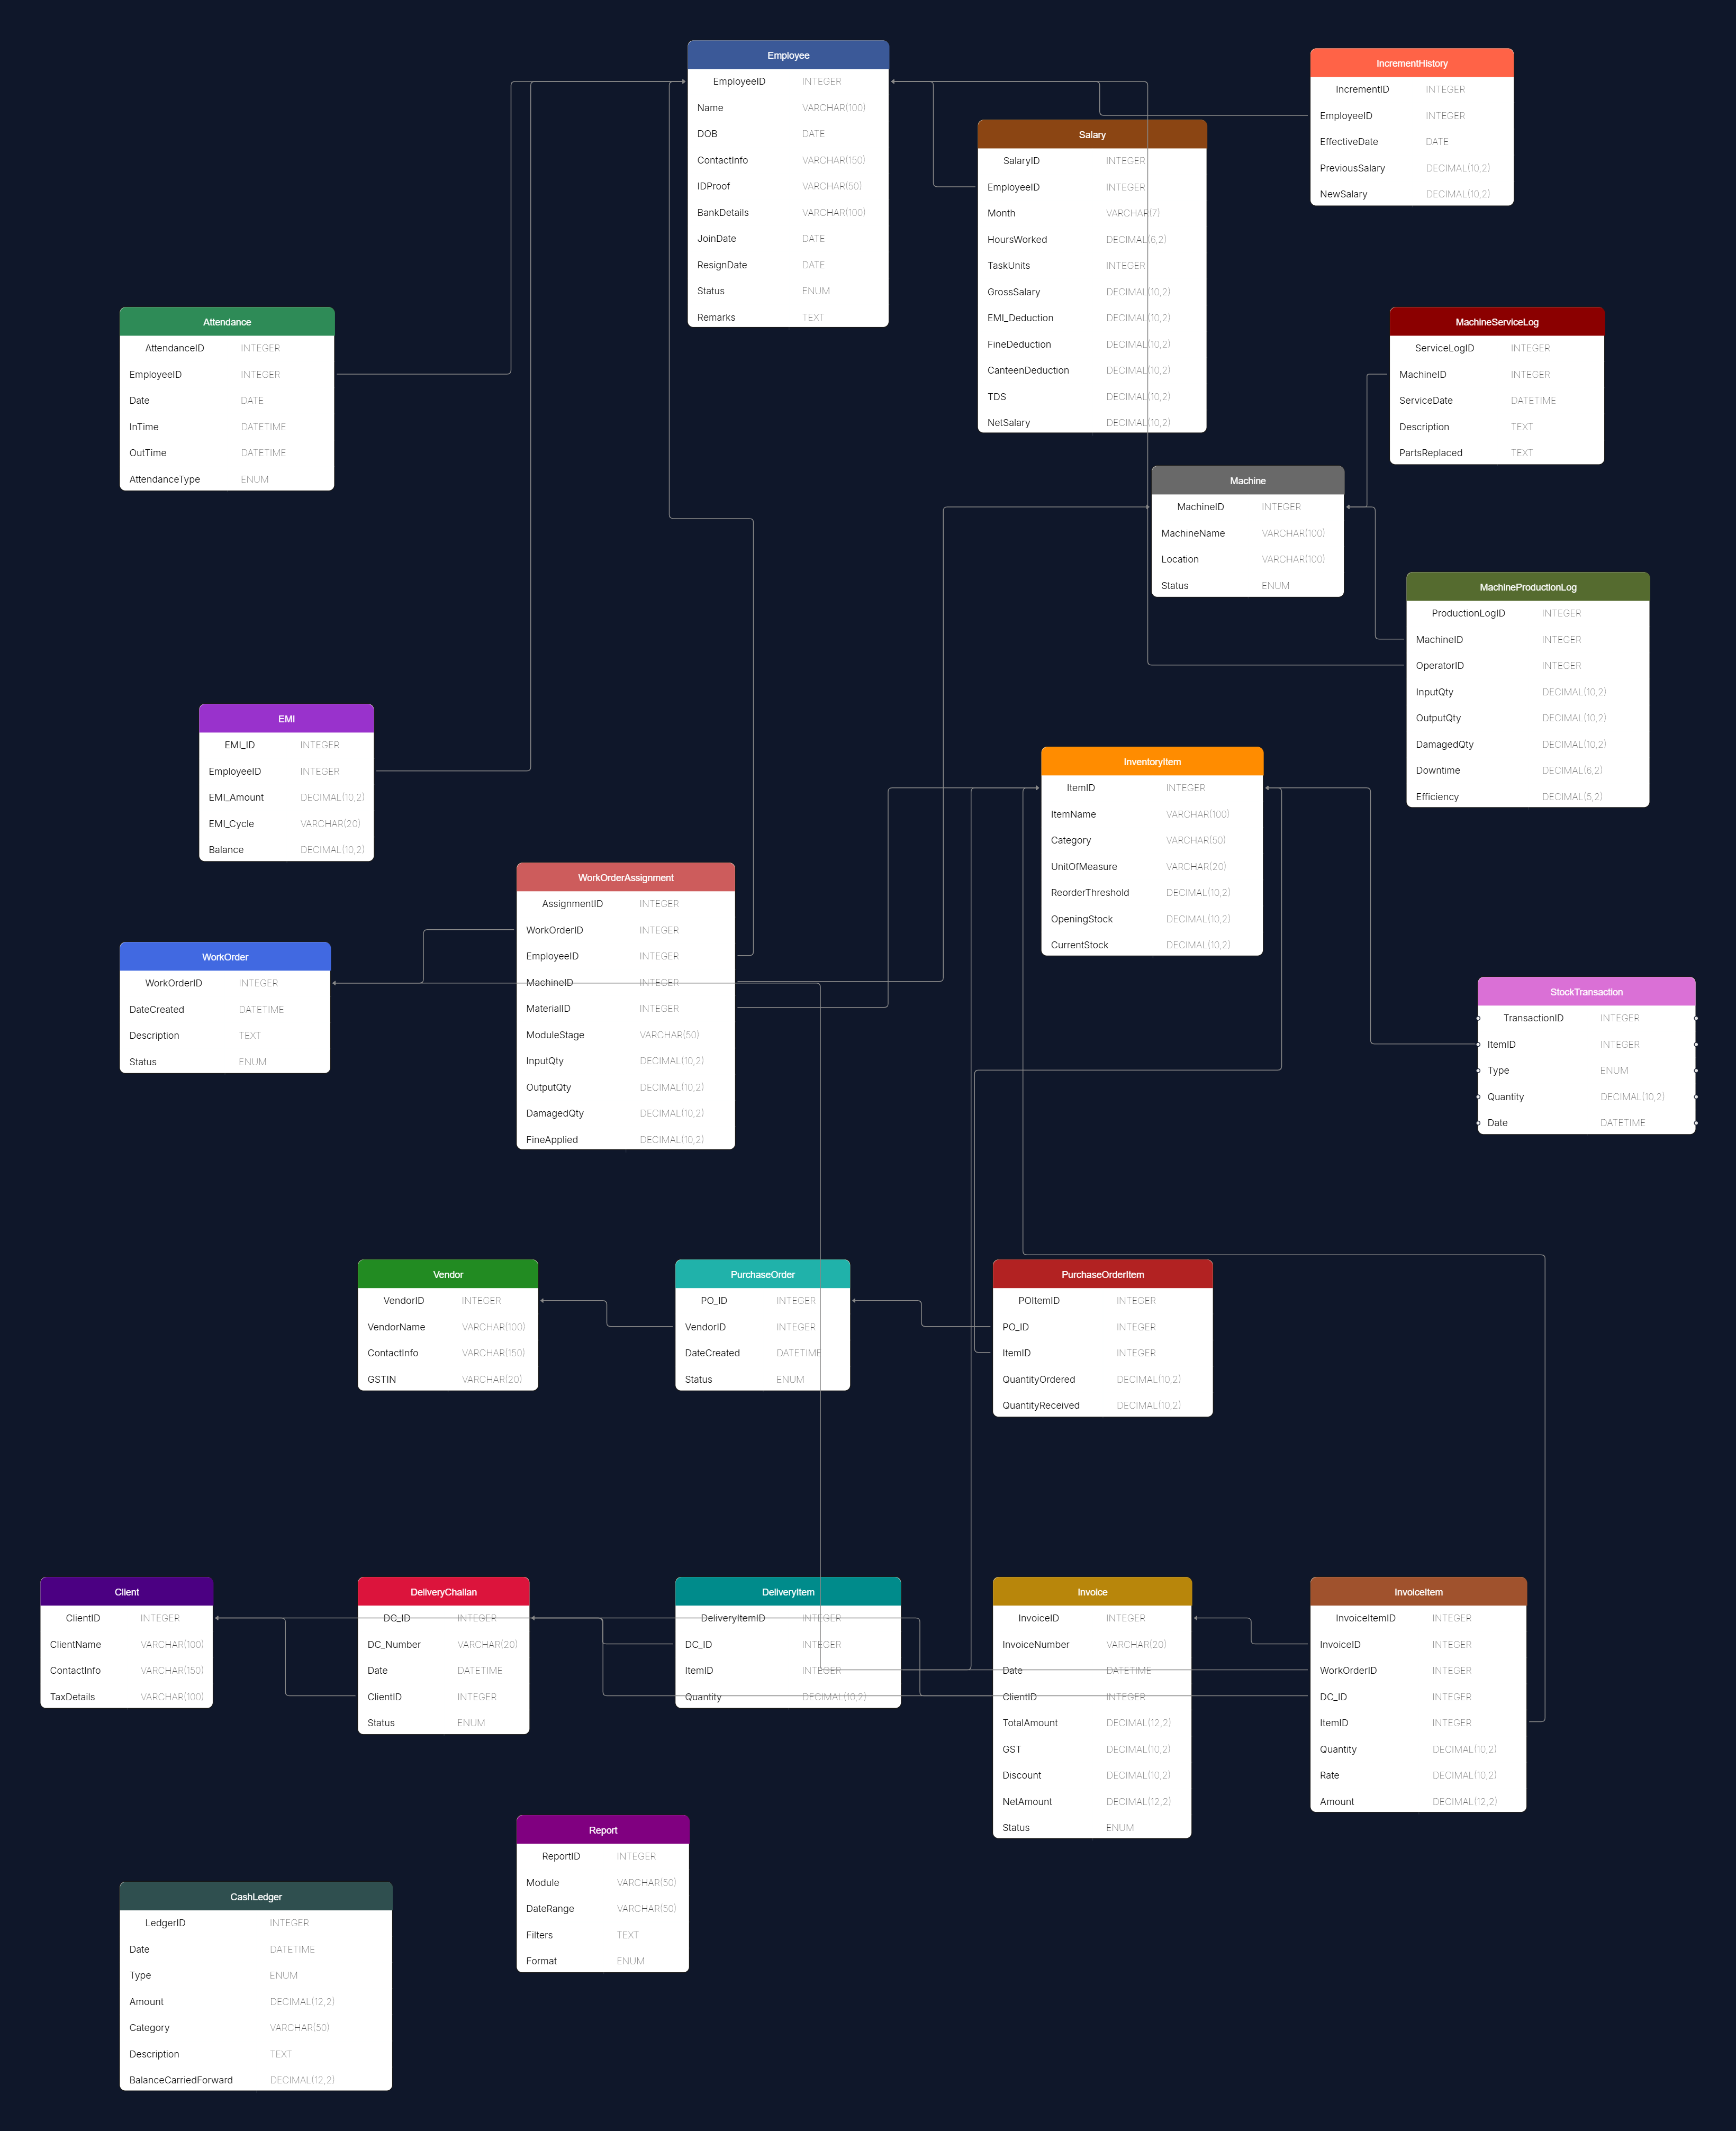 Employee
EmployeeID INTEGER
Name VARCHAR(100)
DOB DATE
ContactInfo VARCHAR(150)
IDProof VARCHAR(50)
BankDetails VARCHAR(100)
JoinDate DATE
ResignDate DATE
Status ENUM
Remarks TEXT
IncrementHistory
IncrementID INTEGER
EmployeeID INTEGER
EffectiveDate DATE
PreviousSalary DECIMAL(10,2)
NewSalary DECIMAL(10,2)
Salary
SalaryID INTEGER
EmployeeID INTEGER
Month VARCHAR(7)
HoursWorked DECIMAL(6,2)
TaskUnits INTEGER
GrossSalary DECIMAL(10,2)
EMI_Deduction DECIMAL(10,2)
FineDeduction DECIMAL(10,2)
CanteenDeduction DECIMAL(10,2)
TDS DECIMAL(10,2)
NetSalary DECIMAL(10,2)
Attendance
AttendanceID INTEGER
EmployeeID INTEGER
Date DATE
InTime DATETIME
OutTime DATETIME
AttendanceType ENUM
MachineServiceLog
ServiceLogID INTEGER
MachineID INTEGER
ServiceDate DATETIME
Description TEXT
PartsReplaced TEXT
Machine
MachineID INTEGER
MachineName VARCHAR(100)
Location VARCHAR(100)
Status ENUM
MachineProductionLog
ProductionLogID INTEGER
MachineID INTEGER
OperatorID INTEGER
InputQty DECIMAL(10,2)
OutputQty DECIMAL(10,2)
DamagedQty DECIMAL(10,2)
Downtime DECIMAL(6,2)
Efficiency DECIMAL(5,2)
EMI
EMI_ID INTEGER
EmployeeID INTEGER
EMI_Amount DECIMAL(10,2)
EMI_Cycle VARCHAR(20)
Balance DECIMAL(10,2)
InventoryItem
ItemID INTEGER
ItemName VARCHAR(100)
Category VARCHAR(50)
UnitOfMeasure VARCHAR(20)
ReorderThreshold DECIMAL(10,2)
OpeningStock DECIMAL(10,2)
CurrentStock DECIMAL(10,2)
WorkOrderAssignment
AssignmentID INTEGER
WorkOrderID INTEGER
EmployeeID INTEGER
MachineID INTEGER
MaterialID INTEGER
ModuleStage VARCHAR(50)
InputQty DECIMAL(10,2)
OutputQty DECIMAL(10,2)
DamagedQty DECIMAL(10,2)
FineApplied DECIMAL(10,2)
WorkOrder
WorkOrderID INTEGER
DateCreated DATETIME
Description TEXT
Status ENUM
StockTransaction
TransactionID INTEGER
ItemID INTEGER
Type ENUM
Quantity DECIMAL(10,2)
Date DATETIME
Vendor
VendorID INTEGER
VendorName VARCHAR(100)
ContactInfo VARCHAR(150)
GSTIN VARCHAR(20)
PurchaseOrder
PO_ID INTEGER
VendorID INTEGER
DateCreated DATETIME
Status ENUM
PurchaseOrderItem
POItemID INTEGER
PO_ID INTEGER
ItemID INTEGER
QuantityOrdered DECIMAL(10,2)
QuantityReceived DECIMAL(10,2)
Client
ClientID INTEGER
ClientName VARCHAR(100)
ContactInfo VARCHAR(150)
TaxDetails VARCHAR(100)
DeliveryChallan
DC_ID INTEGER
DC_Number VARCHAR(20)
Date DATETIME
ClientID INTEGER
Status ENUM
DeliveryItem
DeliveryItemID INTEGER
DC_ID INTEGER
ItemID INTEGER
Quantity DECIMAL(10,2)
Invoice
InvoiceID INTEGER
InvoiceNumber VARCHAR(20)
Date DATETIME
ClientID INTEGER
TotalAmount DECIMAL(12,2)
GST DECIMAL(10,2)
Discount DECIMAL(10,2)
NetAmount DECIMAL(12,2)
Status ENUM
InvoiceItem
InvoiceItemID INTEGER
InvoiceID INTEGER
WorkOrderID INTEGER
DC_ID INTEGER
ItemID INTEGER
Quantity DECIMAL(10,2)
Rate DECIMAL(10,2)
Amount DECIMAL(12,2)
Report
ReportID INTEGER
Module VARCHAR(50)
DateRange VARCHAR(50)
Filters TEXT
Format ENUM
CashLedger
LedgerID INTEGER
Date DATETIME
Type ENUM
Amount DECIMAL(12,2)
Category VARCHAR(50)
Description TEXT
BalanceCarriedForward DECIMAL(12,2)